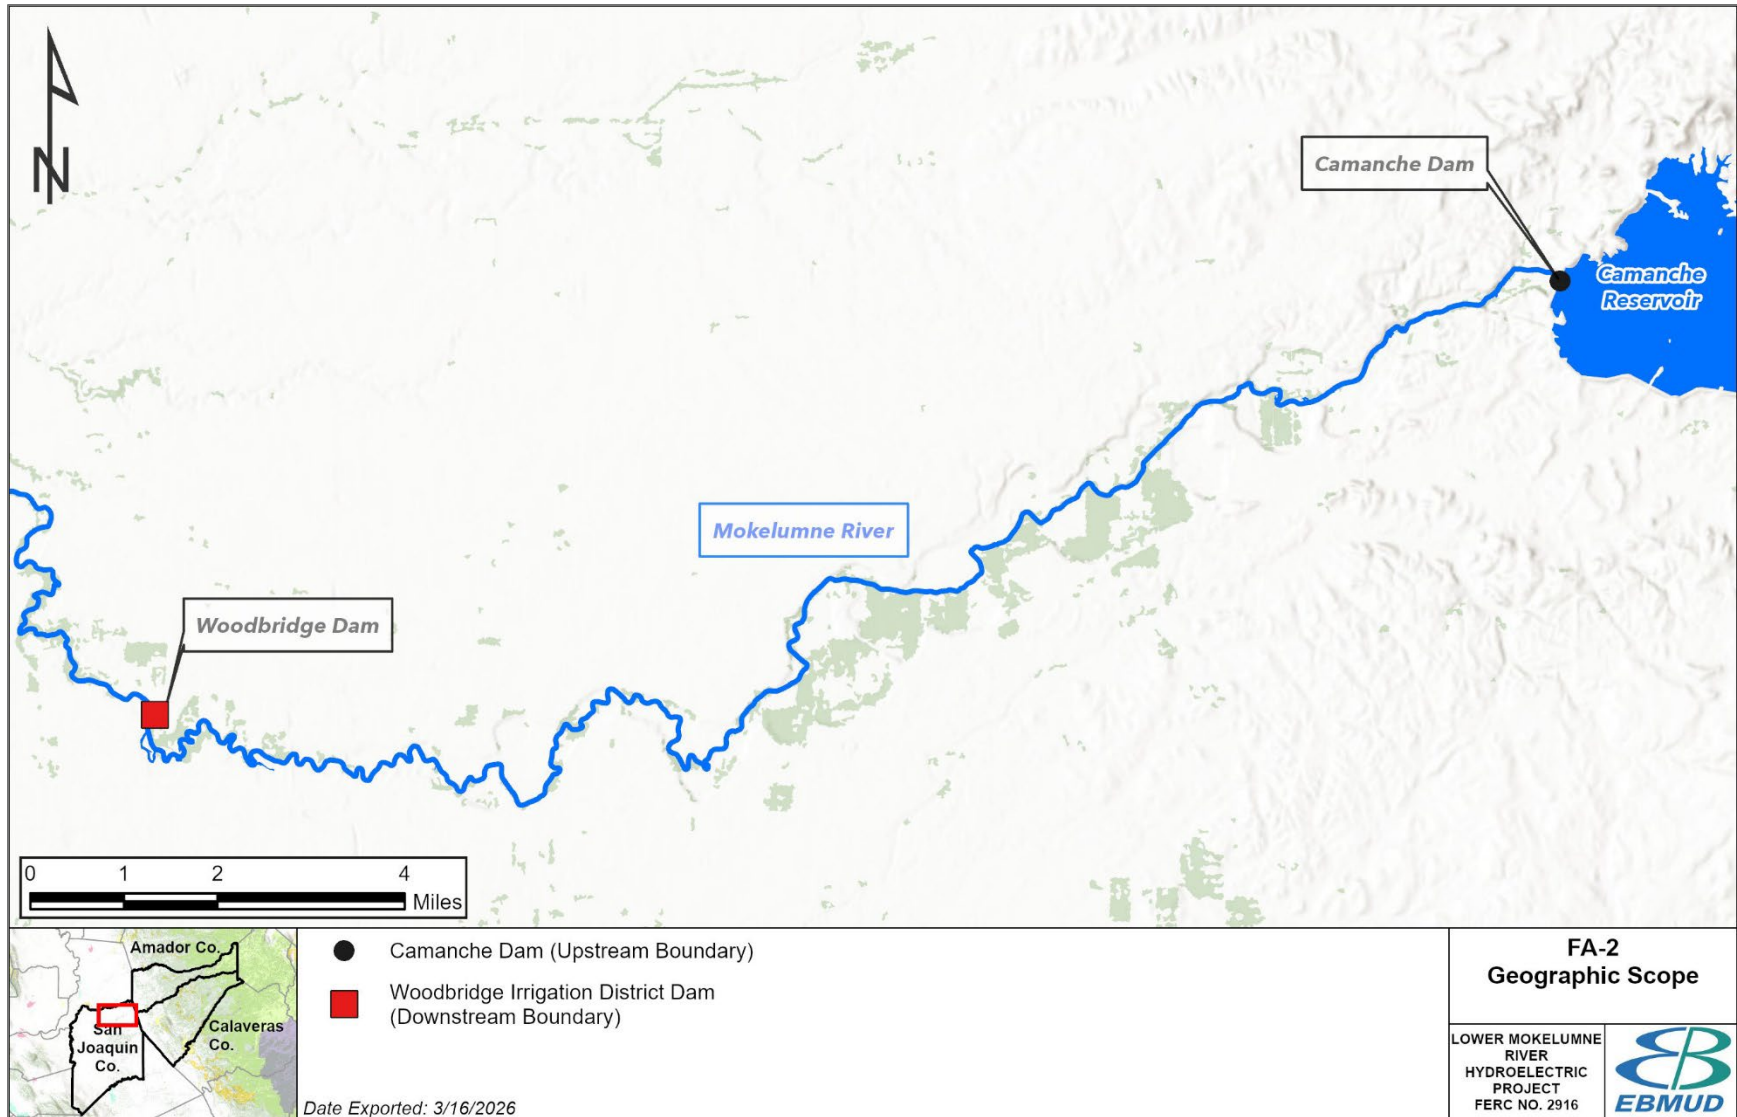 N
Camanche Dam
Camanche
Reservoir
Mokelumne River
Woodbridge Dam
0 1 2 4
Miles
Amador Co.
San
Joaquin
Co.
Calaveras
Co.
Camanche Dam (Upstream Boundary)
Woodbridge Irrigation District Dam
(Downstream Boundary)
Date Exported: 3/16/2026
FA-2
Geographic Scope
LOWER MOKELUMNE
RIVER
HYDROELECTRIC
PROJECT
FERC NO. 2916
EBMUD